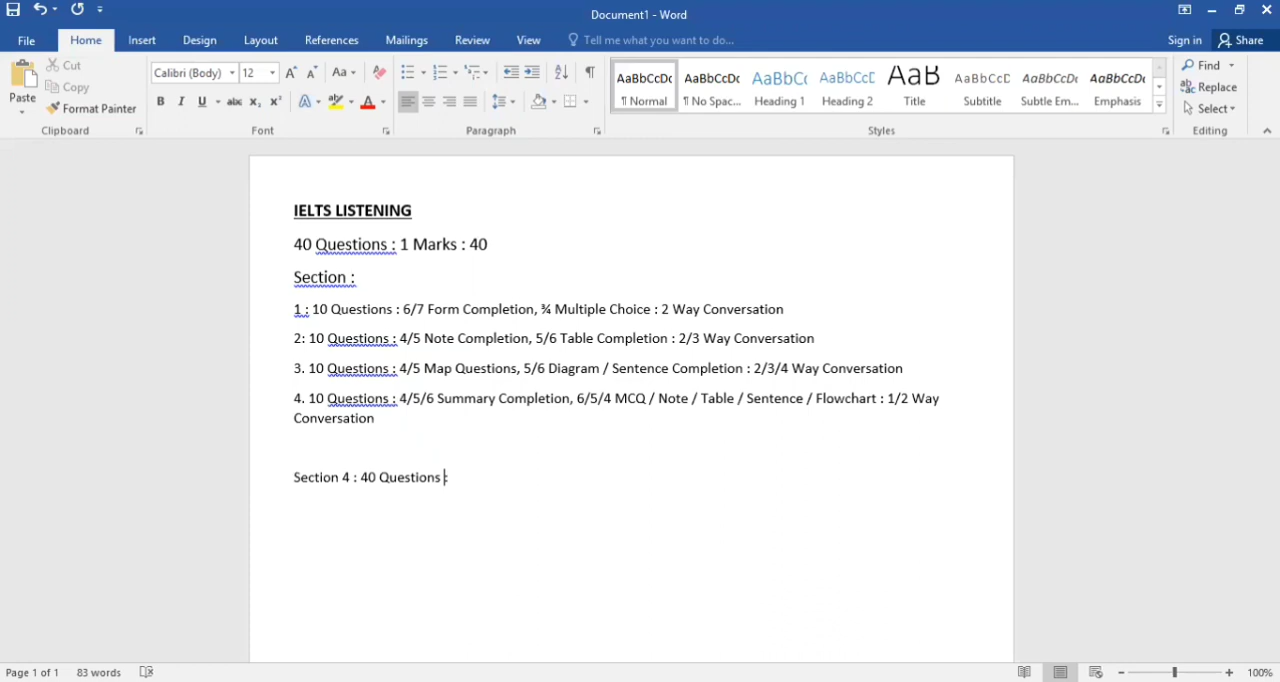 Document1 - Word
File Home Insert Design Layout References Mailings Review View Tell me what you want to do... Sign in Share
Paste Cut Copy Format Painter
Calibri (Body) 12
AaBbCcDc AaBbCcDc AaBbC( AaBbCcD AaB AaBbCcD AaBbCcDc AaBbCcDc
¶ Normal ¶ No Spac... Heading 1 Heading 2 Title Subtitle Subtle Em... Emphasis
Find Replace Select
Clipboard Font Paragraph Styles Editing
IELTS LISTENING
40 Questions : 1 Marks : 40
Section :
1 : 10 Questions : 6/7 Form Completion, ¾ Multiple Choice : 2 Way Conversation
2: 10 Questions : 4/5 Note Completion, 5/6 Table Completion : 2/3 Way Conversation
3. 10 Questions : 4/5 Map Questions, 5/6 Diagram / Sentence Completion : 2/3/4 Way Conversation
4. 10 Questions : 4/5/6 Summary Completion, 6/5/4 MCQ / Note / Table / Sentence / Flowchart : 1/2 Way
Conversation
Section 4 : 40 Questions :
Page 1 of 1 83 words 100%